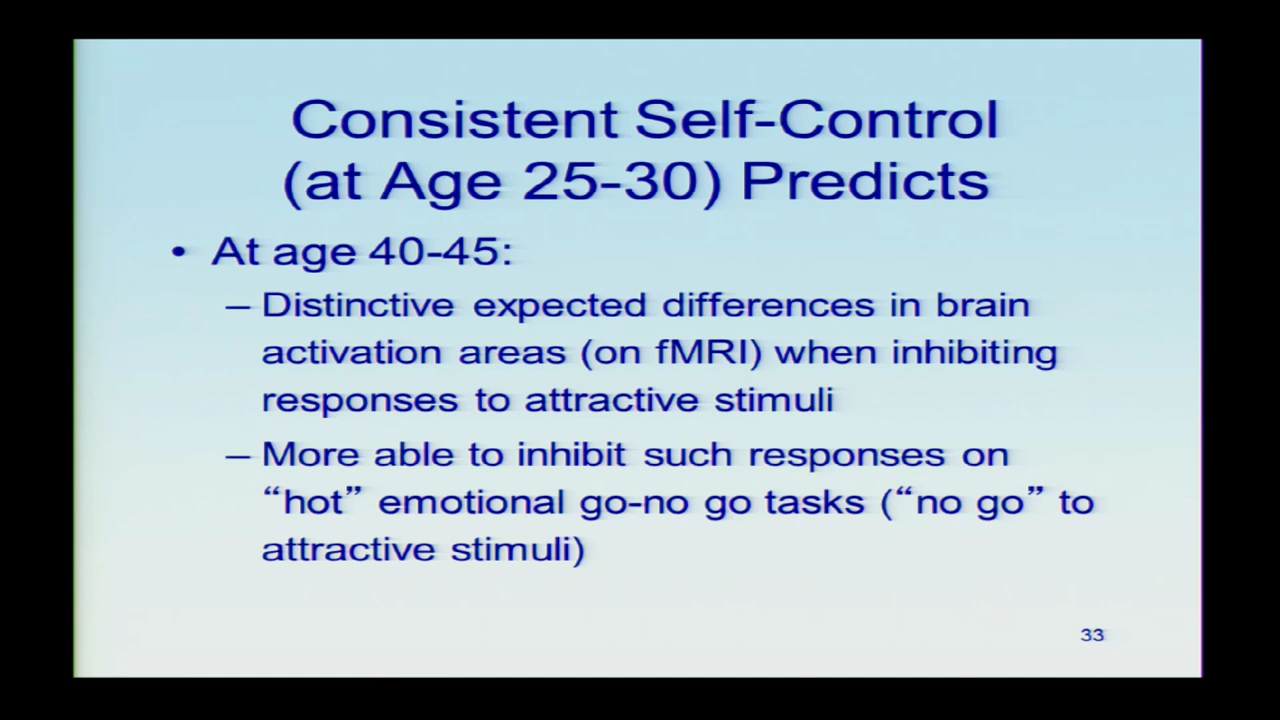 Consistent Self-Control
(at Age 25-30) Predicts
• At age 40-45:
– Distinctive expected differences in brain
activation areas (on fMRI) when inhibiting
responses to attractive stimuli
– More able to inhibit such responses on
“hot” emotional go-no go tasks (“no go” to
attractive stimuli)
33